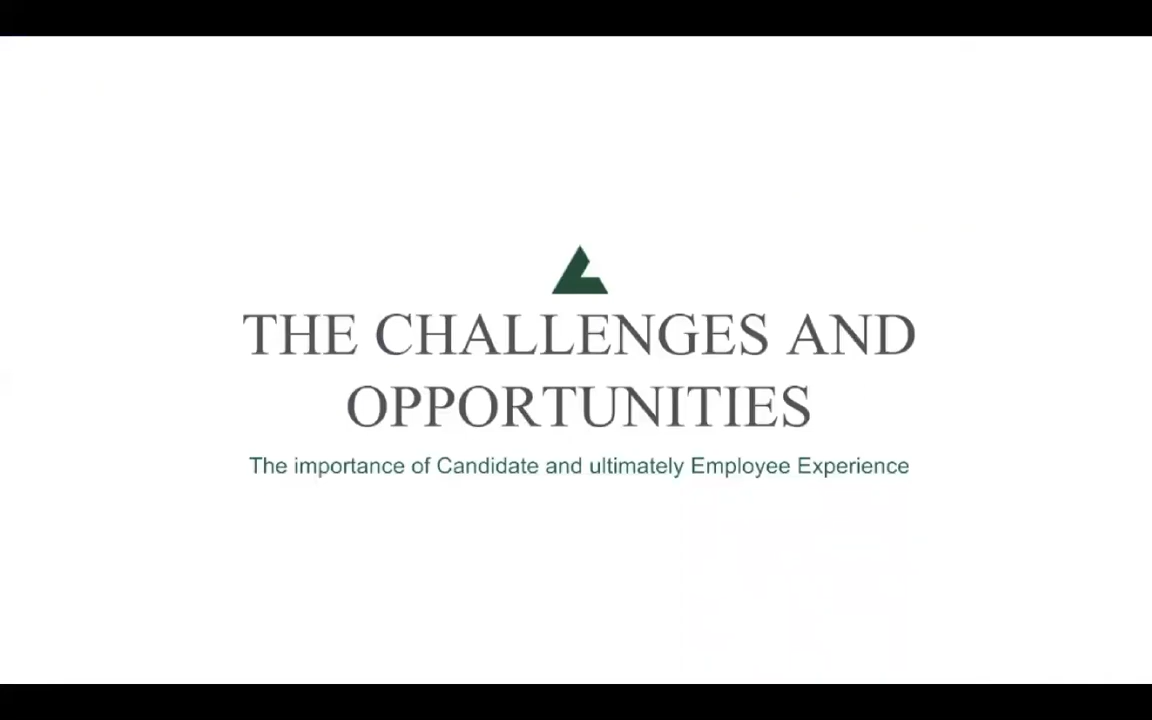 THE CHALLENGES AND
OPPORTUNITIES
The importance of Candidate and ultimately Employee Experience